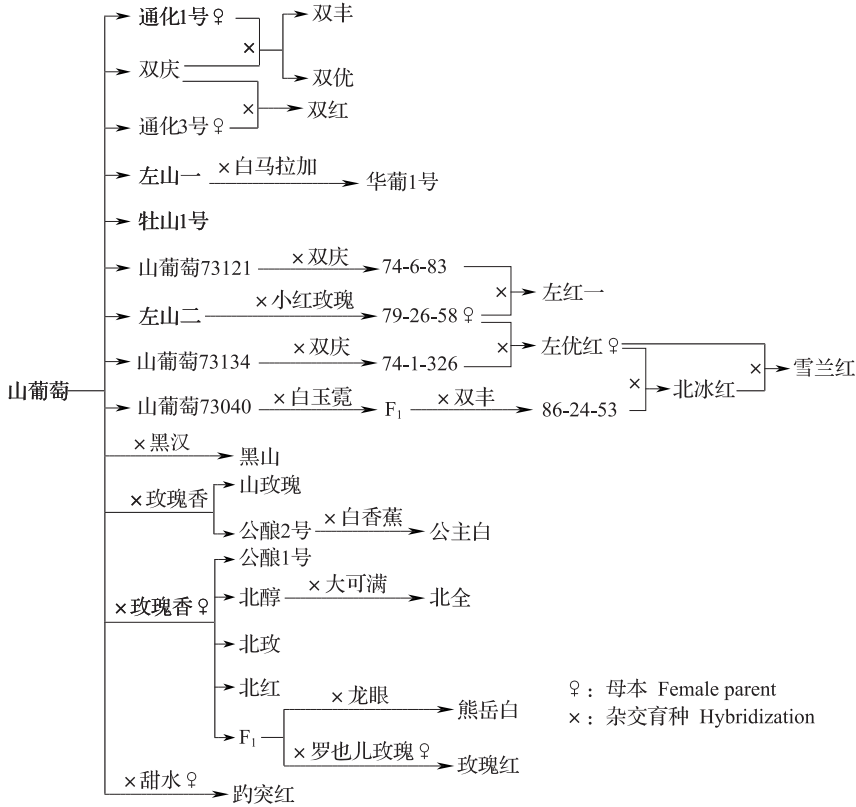 通化1号♀
双丰
×
双庆
双优
×
双红
通化3号♀
左山一
×白马拉加
华葡1号
牡山1号
山葡萄73121
×双庆
74-6-83
×
左红一
左山二
×小红玫瑰
79-26-58♀
×
左优红♀
山葡萄73134
×双庆
74-1-326
×
×
雪兰红
山葡萄
山葡萄73040
×白玉霓
F₁
×双丰
86-24-53
北冰红
×黑汉
黑山
×玫瑰香
山玫瑰
公酿2号
×白香蕉
公主白
×玫瑰香♀
公酿1号
北醇
×大可满
北全
北玫
北红
F₁
×龙眼
熊岳白
×罗也儿玫瑰♀
玫瑰红
×甜水♀
趵突红
♀：母本 Female parent
×：杂交育种 Hybridization